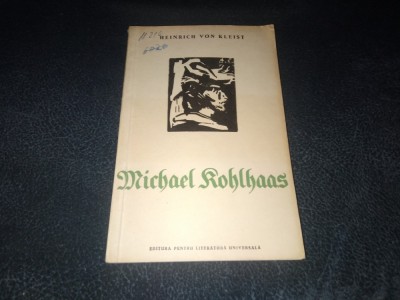 HEINRICH VON KLEIST
Michael Kohlhaas
EDITURA PENTRU LITERATURĂ UNIVERSALĂ